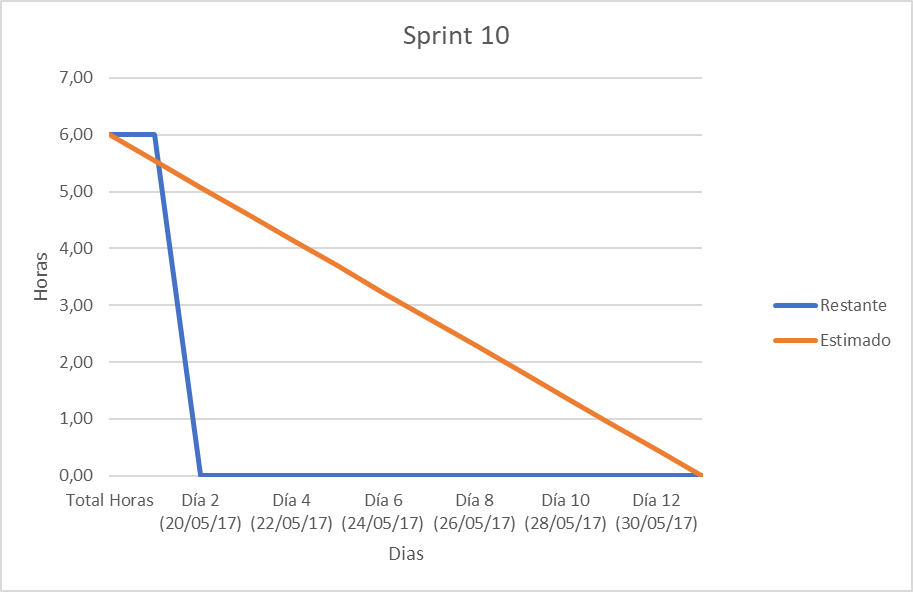 Sprint 10
7,00
6,00
5,00
4,00
3,00
2,00
1,00
0,00
Horas
Total Horas
Día 2
(20/05/17)
Día 4
(22/05/17)
Día 6
(24/05/17)
Día 8
(26/05/17)
Día 10
(28/05/17)
Día 12
(30/05/17)
Dias
Restante
Estimado